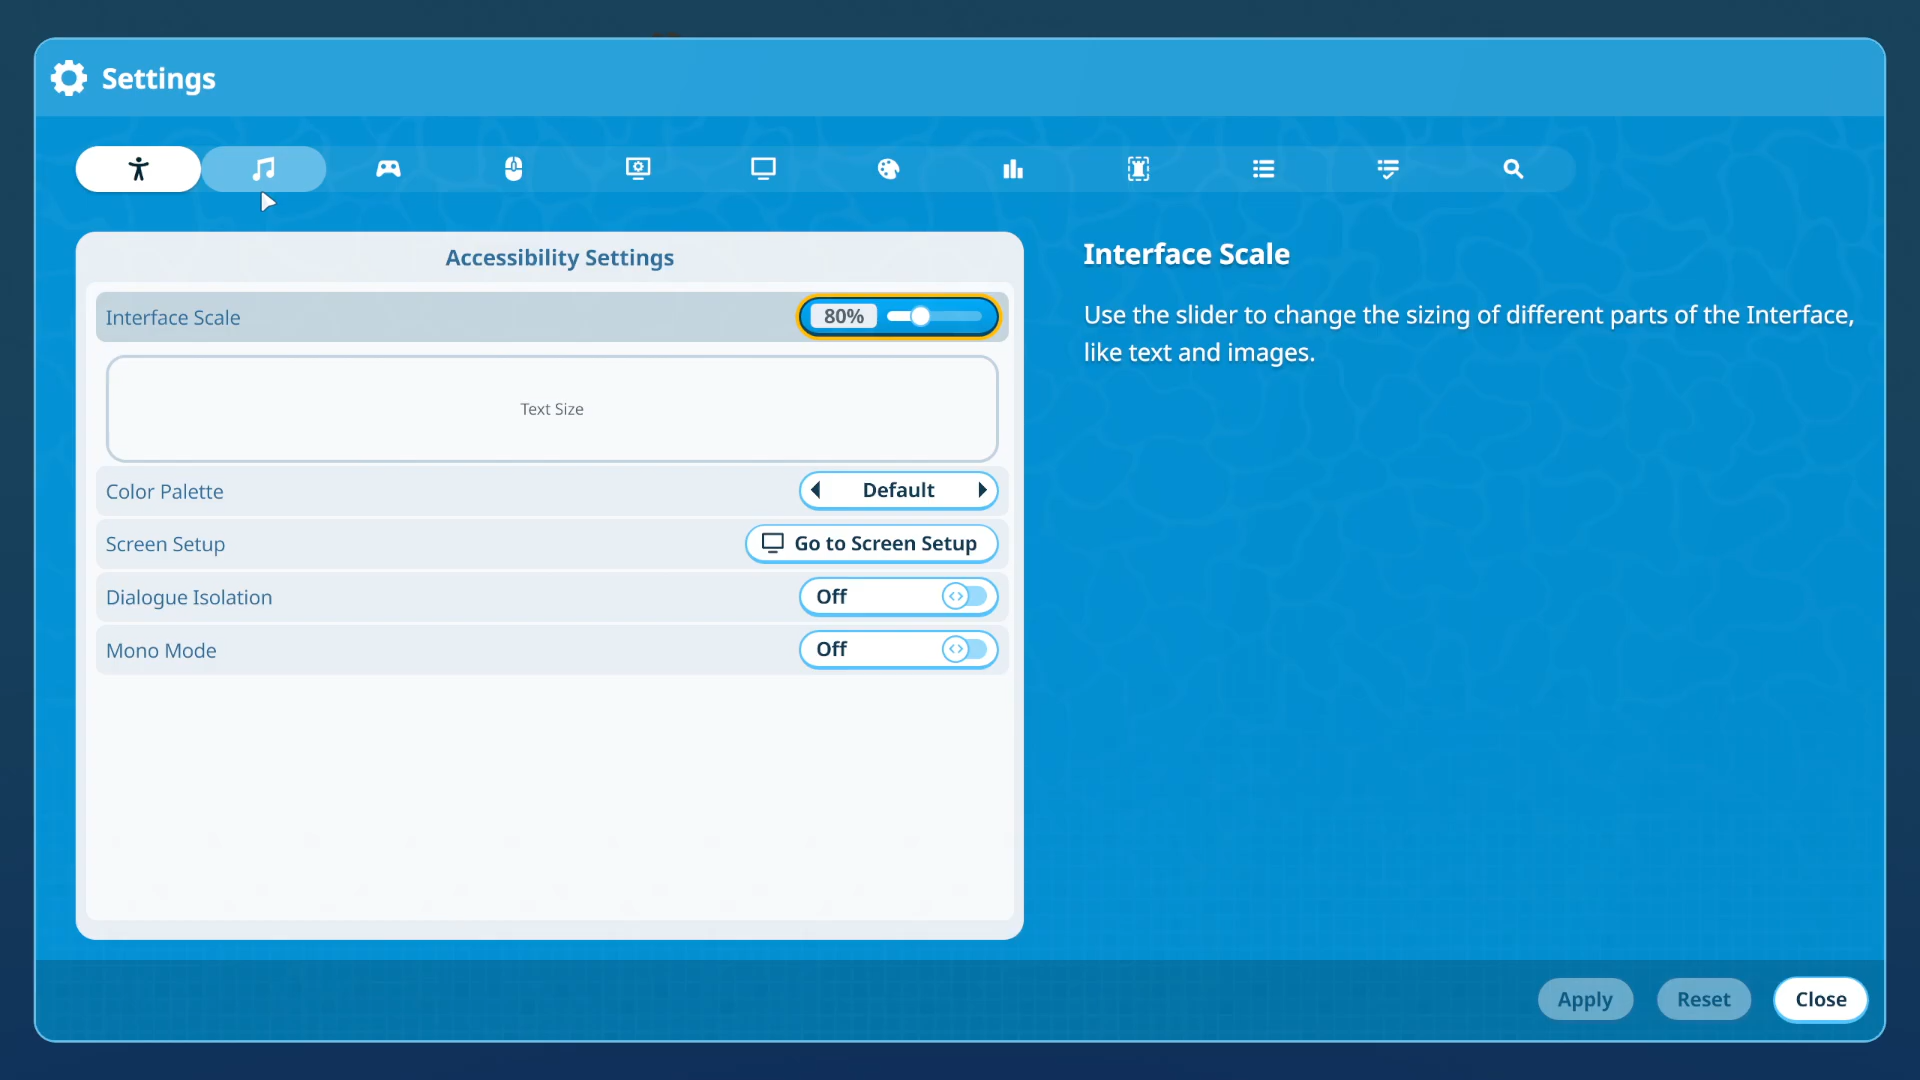 Settings
Accessibility Settings
Interface Scale
80%
Text Size
Color Palette
Default
Screen Setup
Go to Screen Setup
Dialogue Isolation
Off
Mono Mode
Off
Interface Scale
Use the slider to change the sizing of different parts of the Interface,
like text and images.
Apply
Reset
Close